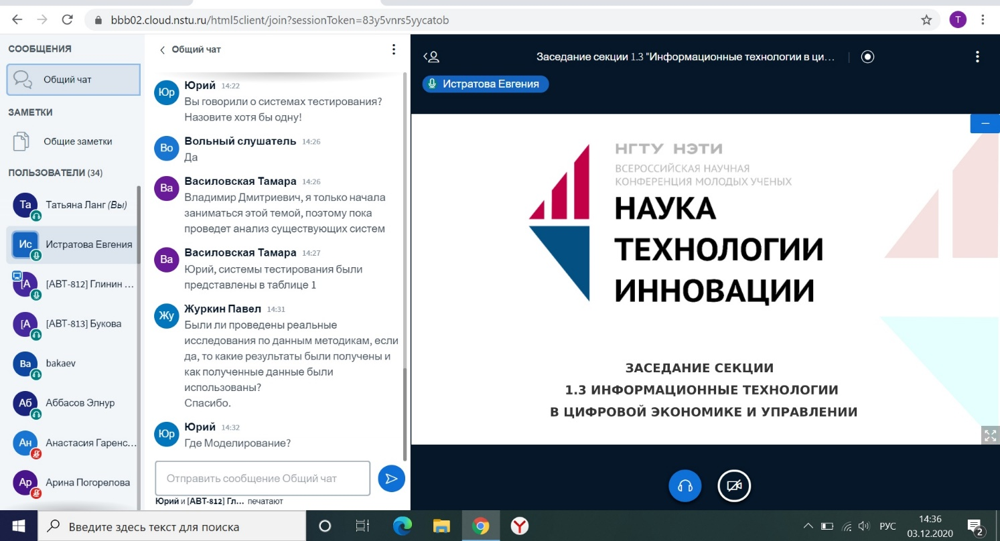 bbb02.cloud.nstu.ru/html5client/join?sessionToken=83y5vnrs5yycatob
T
СООБЩЕНИЯ
Общий чат
ЗАМЕТКИ
Общие заметки
ПОЛЬЗОВАТЕЛИ (34)
Та
Татьяна Ланг (Вы)
Ис
Истратова Евгения
[А
[АВТ-812] Глинин ...
[А
[АВТ-813] Букова
Ba
bakaev
Аб
Аббасов Элнур
Ан
Анастасия Гаренс...
Ар
Арина Погорелова
Общий чат
Юр
Юрий 14:22
Вы говорили о системах тестирования?
Назовите хотя бы одну!
Во
Вольный слушатель 14:26
Да
Ва
Василовская Тамара 14:26
Владимир Дмитриевич, я только начала
заниматься этой темой, поэтому пока
проведет анализ существующих систем
Ва
Василовская Тамара 14:27
Юрий, системы тестирования были
представлены в таблице 1
Жу
Журкин Павел 14:31
Были ли проведены реальные
исследования по данным методикам, если
да, то какие результаты были получены и
как полученные данные были
использованы?
Спасибо.
Юр
Юрий 14:32
Где Моделирование?
Отправить сообщение Общий чат
Юрий и [АВТ-812] Гл... печатают
Заседание секции 1.3 "Информационные технологии в ци...
Истратова Евгения
НГТУ НЭТИ
ВСЕРОССИЙСКАЯ НАУЧНАЯ
КОНФЕРЕНЦИЯ МОЛОДЫХ УЧЕНЫХ
НАУКА
ТЕХНОЛОГИИ
ИННОВАЦИИ
ЗАСЕДАНИЕ СЕКЦИИ
1.3 ИНФОРМАЦИОННЫЕ ТЕХНОЛОГИИ
В ЦИФРОВОЙ ЭКОНОМИКЕ И УПРАВЛЕНИИ
Введите здесь текст для поиска
РУС
14:36
03.12.2020
2